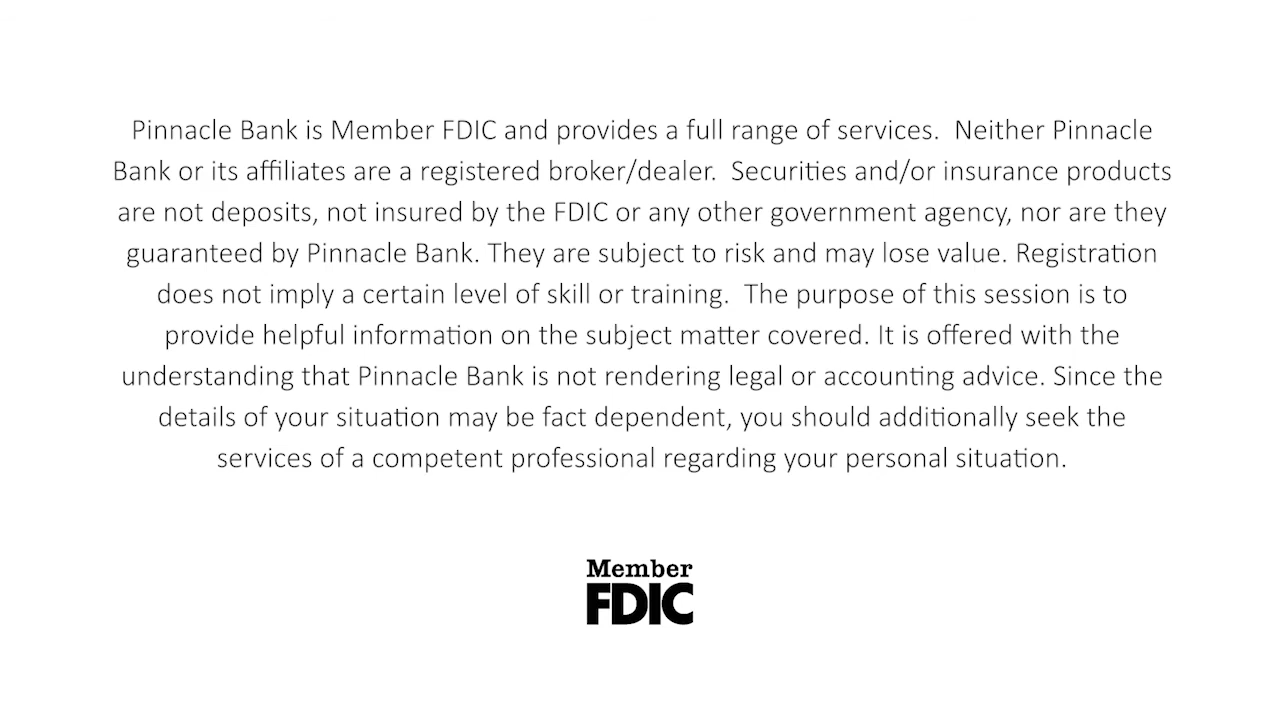 Pinnacle Bank is Member FDIC and provides a full range of services.  Neither Pinnacle
Bank or its affiliates are a registered broker/dealer.  Securities and/or insurance products
are not deposits, not insured by the FDIC or any other government agency, nor are they
guaranteed by Pinnacle Bank. They are subject to risk and may lose value. Registration
does not imply a certain level of skill or training.  The purpose of this session is to
provide helpful information on the subject matter covered. It is offered with the
understanding that Pinnacle Bank is not rendering legal or accounting advice. Since the
details of your situation may be fact dependent, you should additionally seek the
services of a competent professional regarding your personal situation.
Member
FDIC